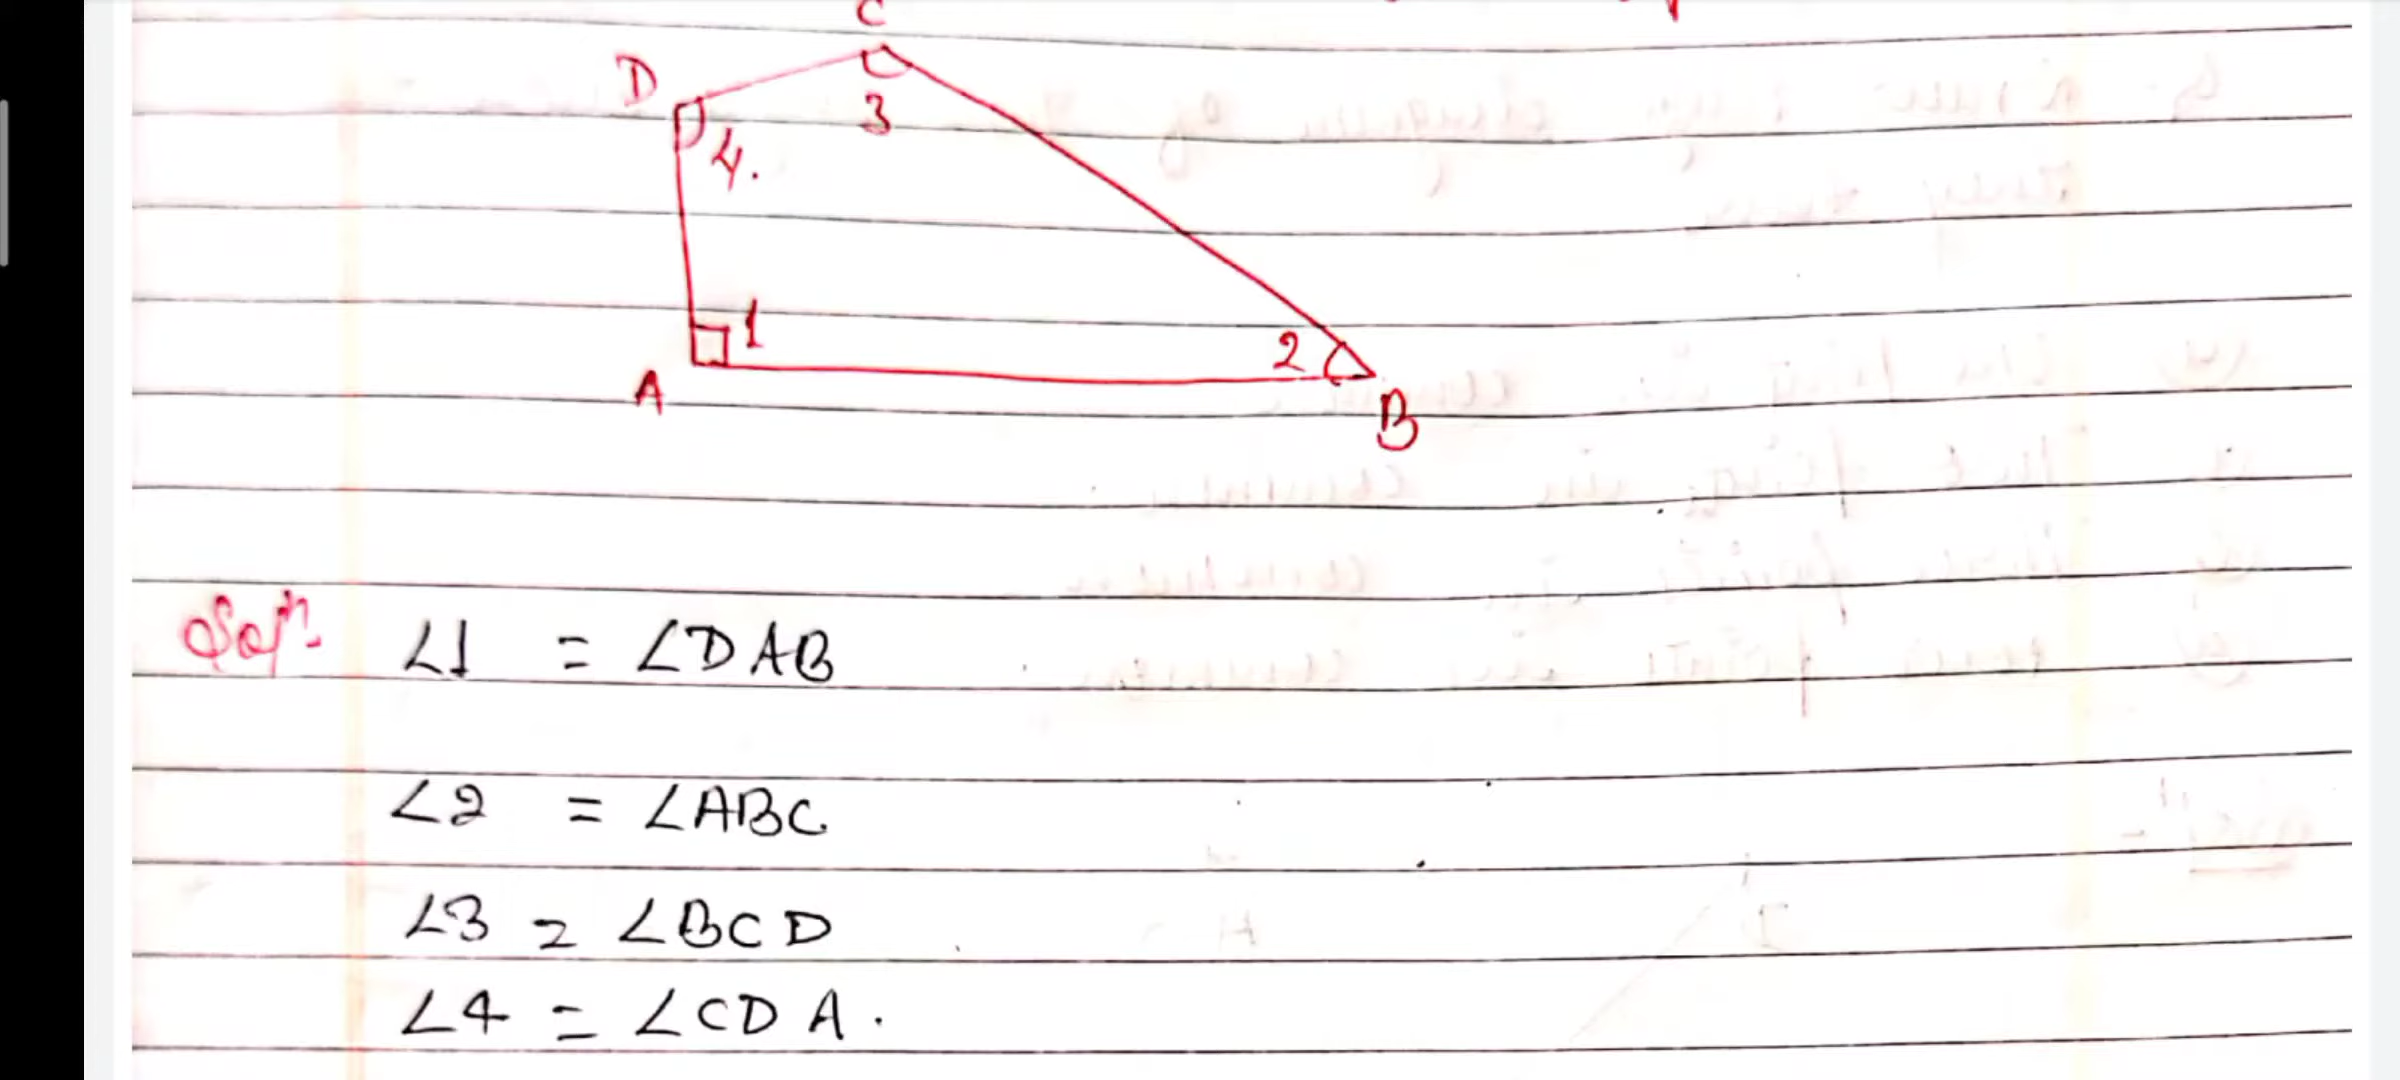 C
D
3
4.
1
2
A
B
Solⁿ. ∠1 = ∠DAB
∠2 = ∠ABC
∠3 = ∠BCD
∠4 = ∠CDA.